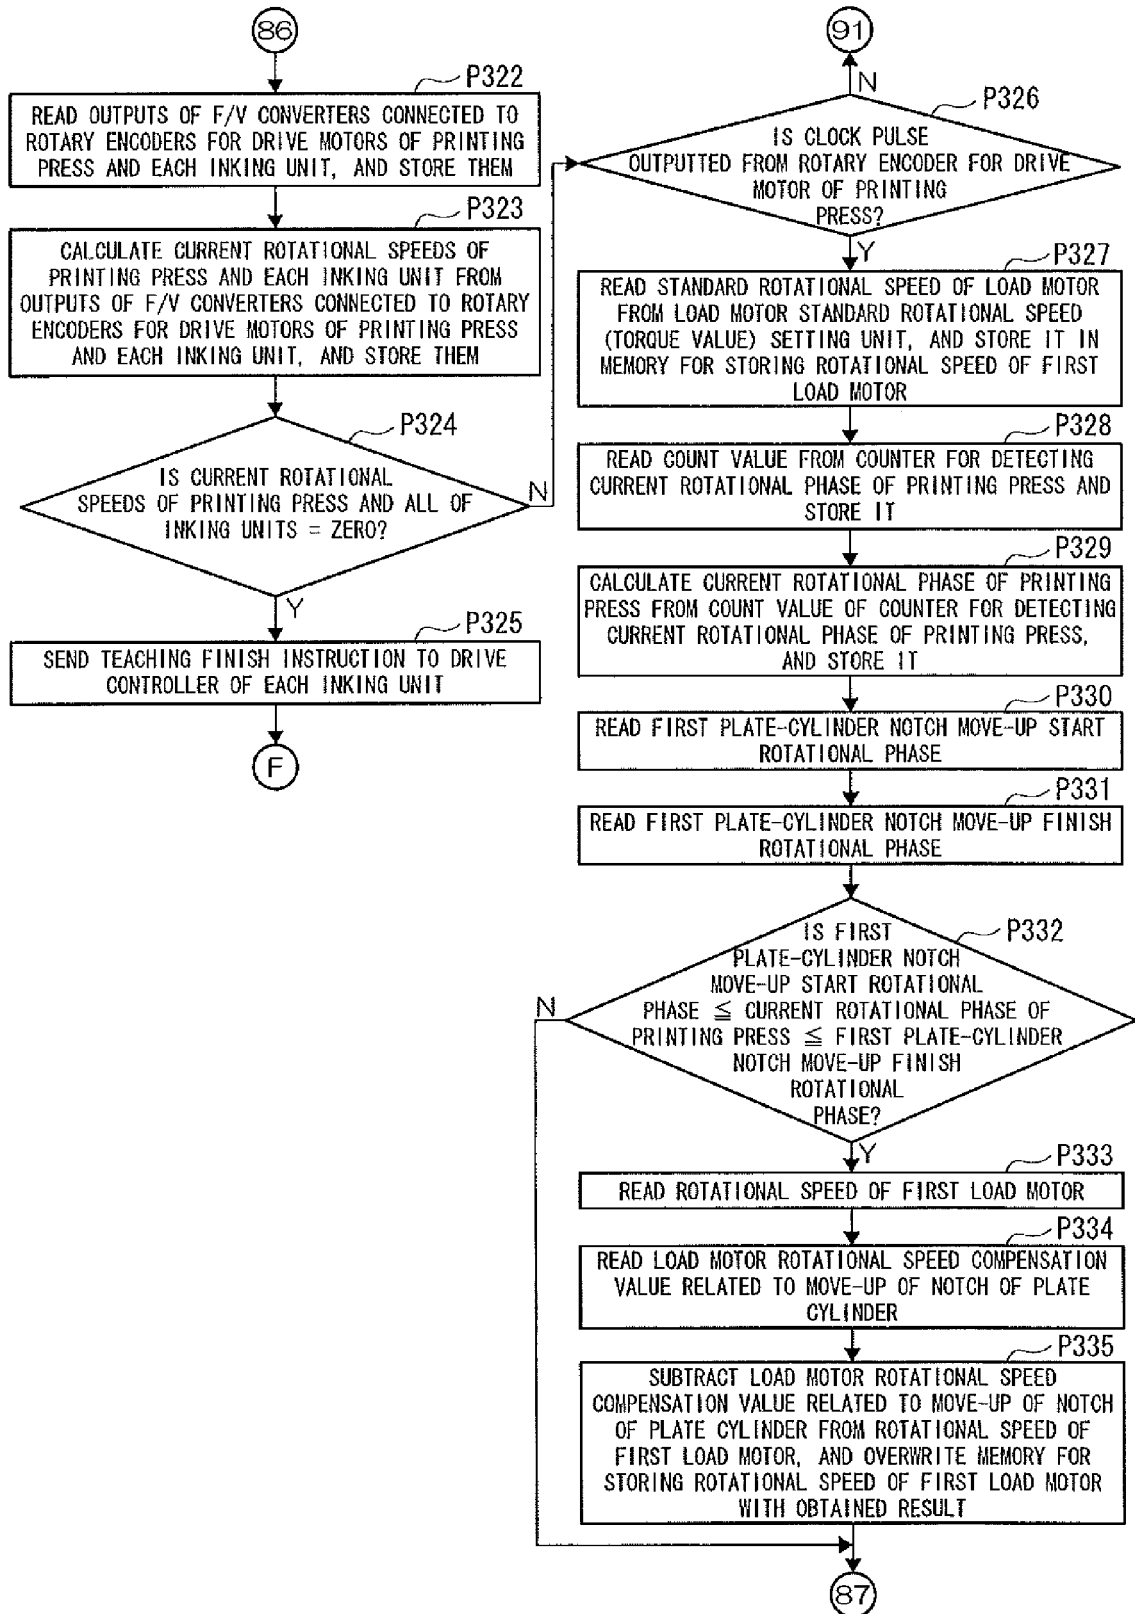 86
P322
READ OUTPUTS OF F/V CONVERTERS CONNECTED TO
ROTARY ENCODERS FOR DRIVE MOTORS OF PRINTING
PRESS AND EACH INKING UNIT, AND STORE THEM
P323
CALCULATE CURRENT ROTATIONAL SPEEDS OF
PRINTING PRESS AND EACH INKING UNIT FROM
OUTPUTS OF F/V CONVERTERS CONNECTED TO ROTARY
ENCODERS FOR DRIVE MOTORS OF PRINTING PRESS
AND EACH INKING UNIT, AND STORE THEM
P324
IS CURRENT ROTATIONAL
SPEEDS OF PRINTING PRESS AND ALL OF
INKING UNITS = ZERO?
N
Y
P325
SEND TEACHING FINISH INSTRUCTION TO DRIVE
CONTROLLER OF EACH INKING UNIT
F
91
N
P326
IS CLOCK PULSE
OUTPUTTED FROM ROTARY ENCODER FOR DRIVE
MOTOR OF PRINTING
PRESS?
Y
P327
READ STANDARD ROTATIONAL SPEED OF LOAD MOTOR
FROM LOAD MOTOR STANDARD ROTATIONAL SPEED
(TORQUE VALUE) SETTING UNIT, AND STORE IT IN
MEMORY FOR STORING ROTATIONAL SPEED OF FIRST
LOAD MOTOR
P328
READ COUNT VALUE FROM COUNTER FOR DETECTING
CURRENT ROTATIONAL PHASE OF PRINTING PRESS AND
STORE IT
P329
CALCULATE CURRENT ROTATIONAL PHASE OF PRINTING
PRESS FROM COUNT VALUE OF COUNTER FOR DETECTING
CURRENT ROTATIONAL PHASE OF PRINTING PRESS,
AND STORE IT
P330
READ FIRST PLATE-CYLINDER NOTCH MOVE-UP START
ROTATIONAL PHASE
P331
READ FIRST PLATE-CYLINDER NOTCH MOVE-UP FINISH
ROTATIONAL PHASE
P332
IS FIRST
PLATE-CYLINDER NOTCH
MOVE-UP START ROTATIONAL
PHASE ≦ CURRENT ROTATIONAL PHASE OF
PRINTING PRESS ≦ FIRST PLATE-CYLINDER
NOTCH MOVE-UP FINISH
ROTATIONAL
PHASE?
N
Y
P333
READ ROTATIONAL SPEED OF FIRST LOAD MOTOR
P334
READ LOAD MOTOR ROTATIONAL SPEED COMPENSATION
VALUE RELATED TO MOVE-UP OF NOTCH OF PLATE
CYLINDER
P335
SUBTRACT LOAD MOTOR ROTATIONAL SPEED
COMPENSATION VALUE RELATED TO MOVE-UP OF NOTCH
OF PLATE CYLINDER FROM ROTATIONAL SPEED OF
FIRST LOAD MOTOR, AND OVERWRITE MEMORY FOR
STORING ROTATIONAL SPEED OF FIRST LOAD MOTOR
WITH OBTAINED RESULT
87